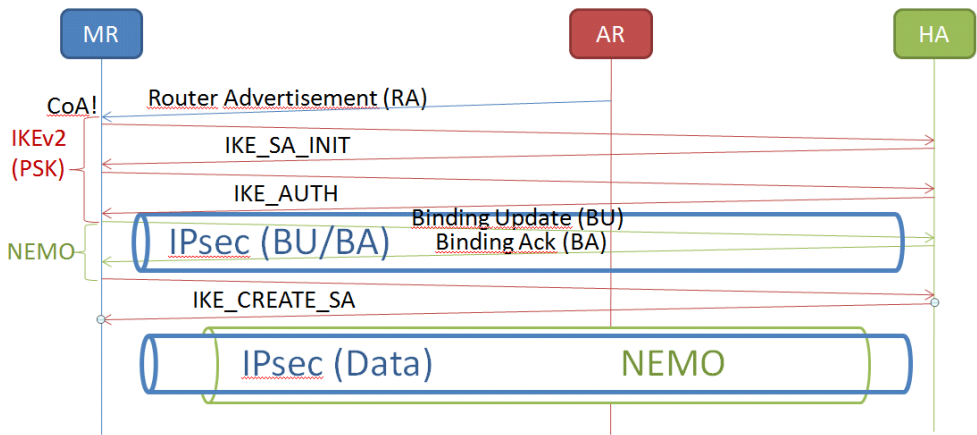 MR
AR
HA
CoA!
Router Advertisement (RA)
IKEv2
(PSK)
IKE_SA_INIT
IKE_AUTH
Binding Update (BU)
NEMO
IPsec (BU/BA)
Binding Ack (BA)
IKE_CREATE_SA
IPsec (Data)
NEMO